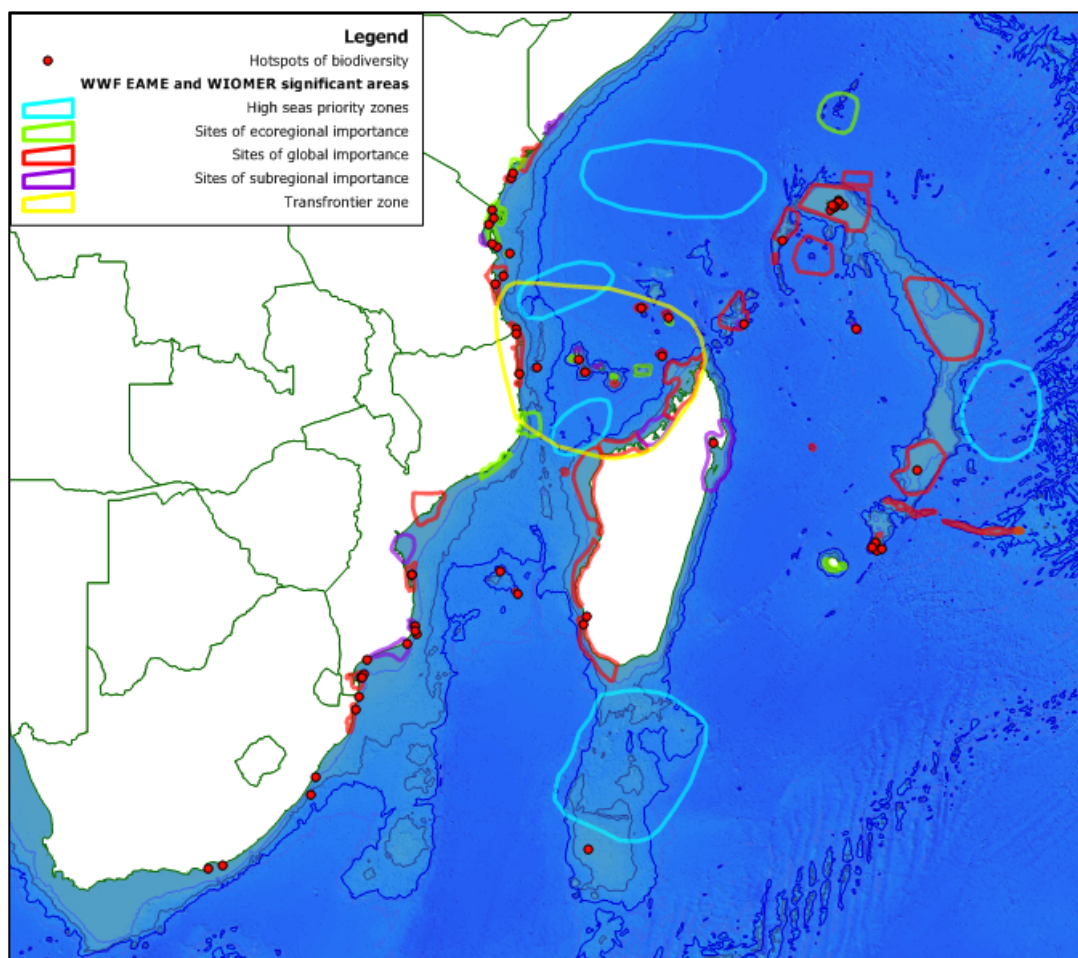 Legend
Hotspots of biodiversity
WWF EAME and WIOMER significant areas
High seas priority zones
Sites of ecoregional importance
Sites of global importance
Sites of subregional importance
Transfrontier zone